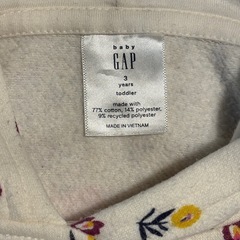 baby
GAP
3
years
toddler
made with
77% cotton, 14% polyester,
9% recycled polyester
MADE IN VIETNAM